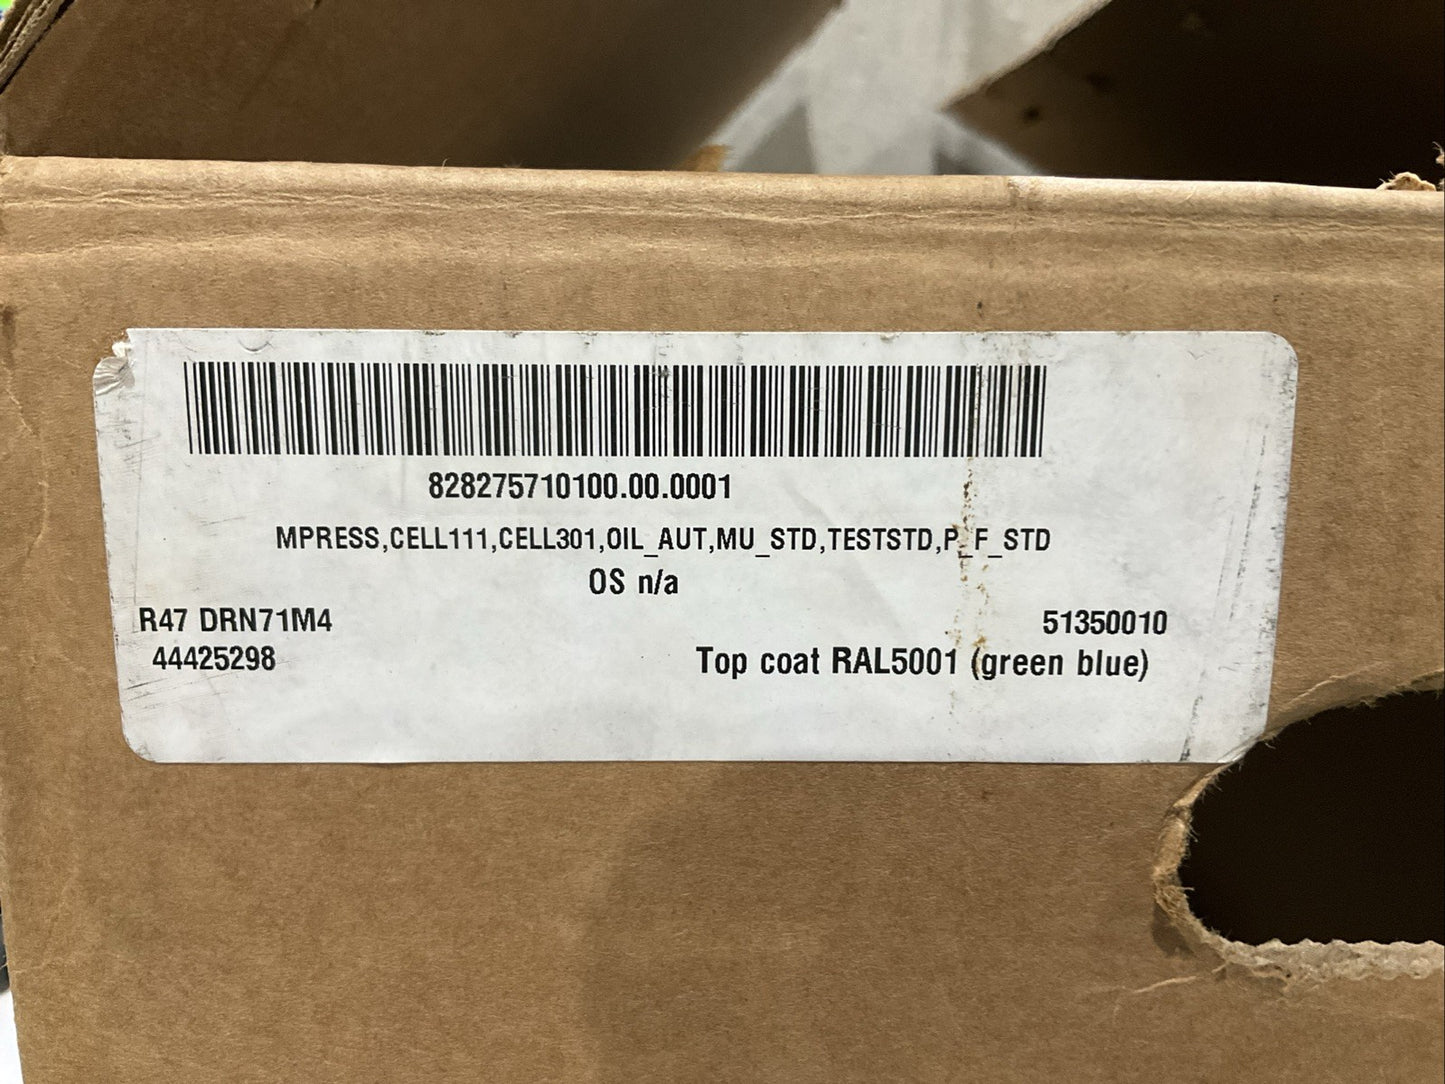 828275710100.00.0001
MPRESS,CELL111,CELL301,OIL_AUT,MU_STD,TESTSTD,P_F_STD
OS n/a
R47 DRN71M4 51350010
44425298 Top coat RAL5001 (green blue)